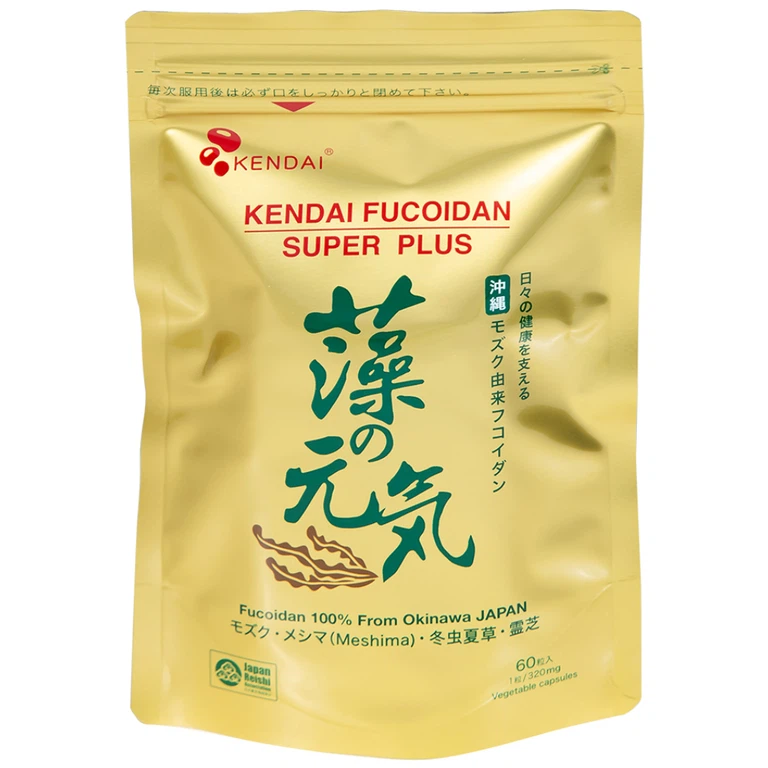 毎次服用後は必ず口をしっかりと閉めて下さい。
KENDAI®
KENDAI FUCOIDAN
SUPER PLUS
日々の健康を支える
沖縄モズク由来フコイダン
藻の元気
Fucoidan 100% From Okinawa JAPAN
モズク・メシマ(Meshima)・冬虫夏草・霊芝
60粒入
1粒/320mg
Vegetable capsules
Japan
Reishi
Association